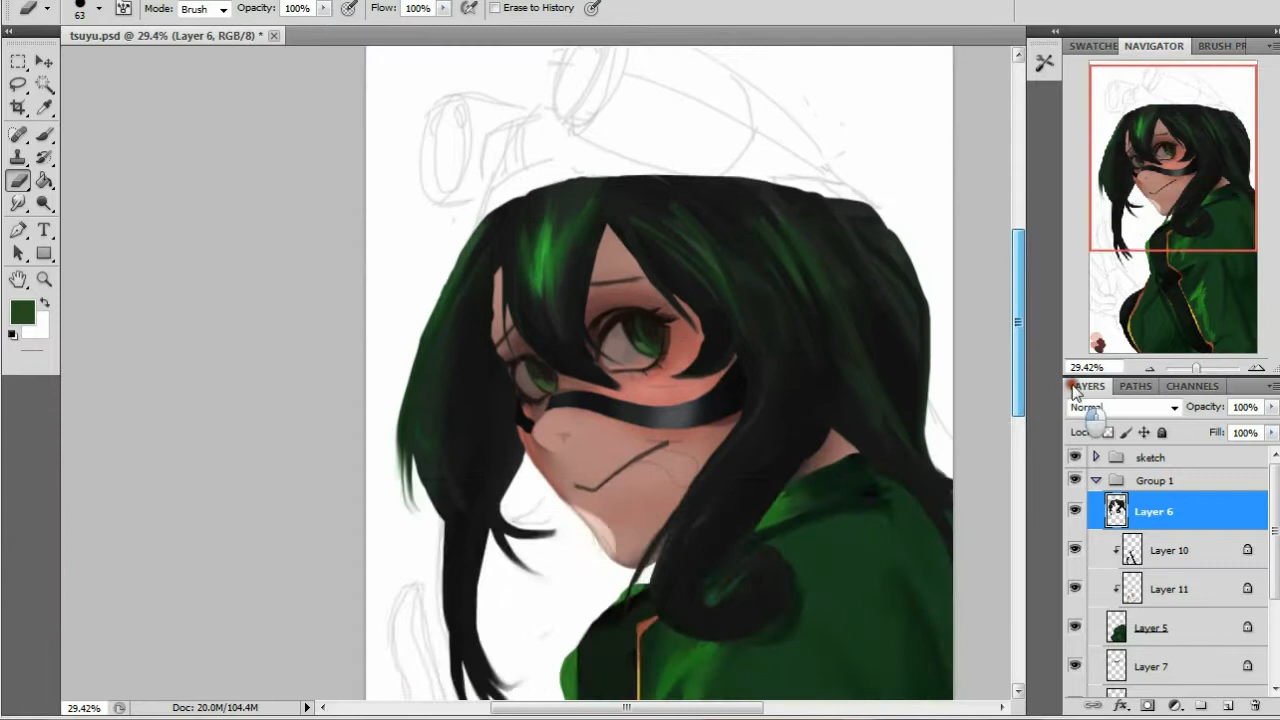 63 Mode: Brush Opacity: 100% Flow: 100% Erase to History
tsuyu.psd @ 29.4% (Layer 6, RGB/8) *
SWATCHE NAVIGATOR BRUSH PR
29.42%
LAYERS PATHS CHANNELS
Normal Opacity: 100%
Lock Fill: 100%
sketch
Group 1
Layer 6
Layer 10
Layer 11
Layer 5
Layer 7
29.42% Doc: 20.0M/104.4M